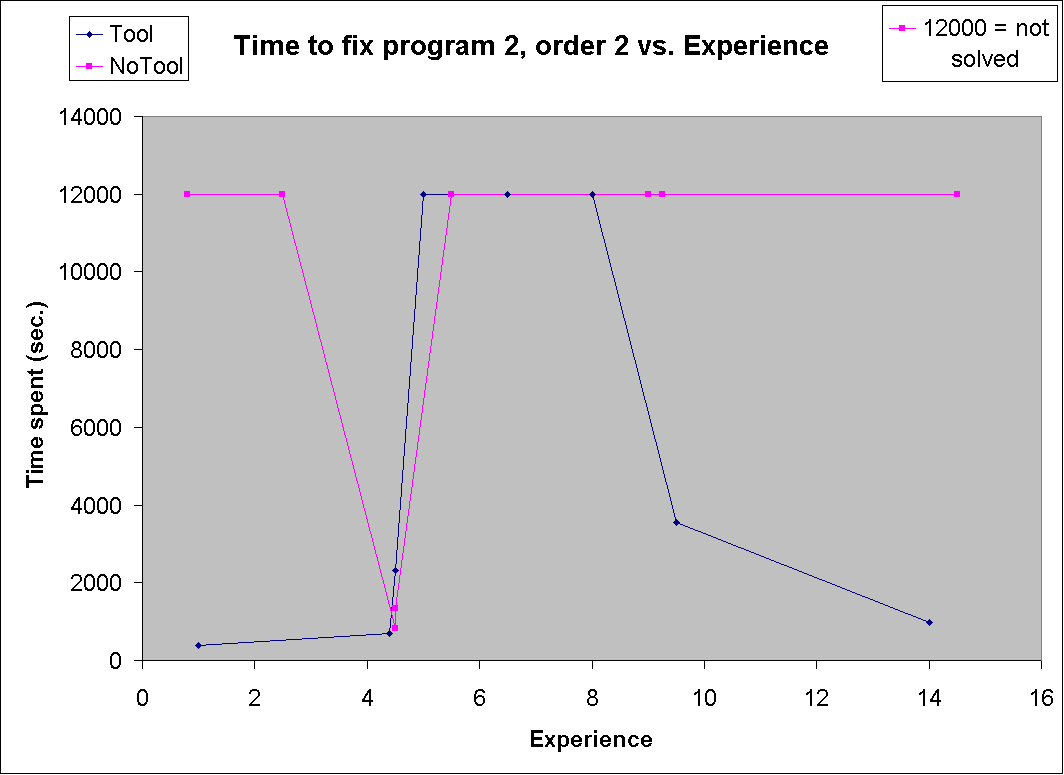 Tool
NoTool
Time to fix program 2, order 2 vs. Experience
12000 = not
solved
14000
12000
10000
8000
6000
4000
2000
0
Time spent (sec.)
0 2 4 6 8 10 12 14 16
Experience